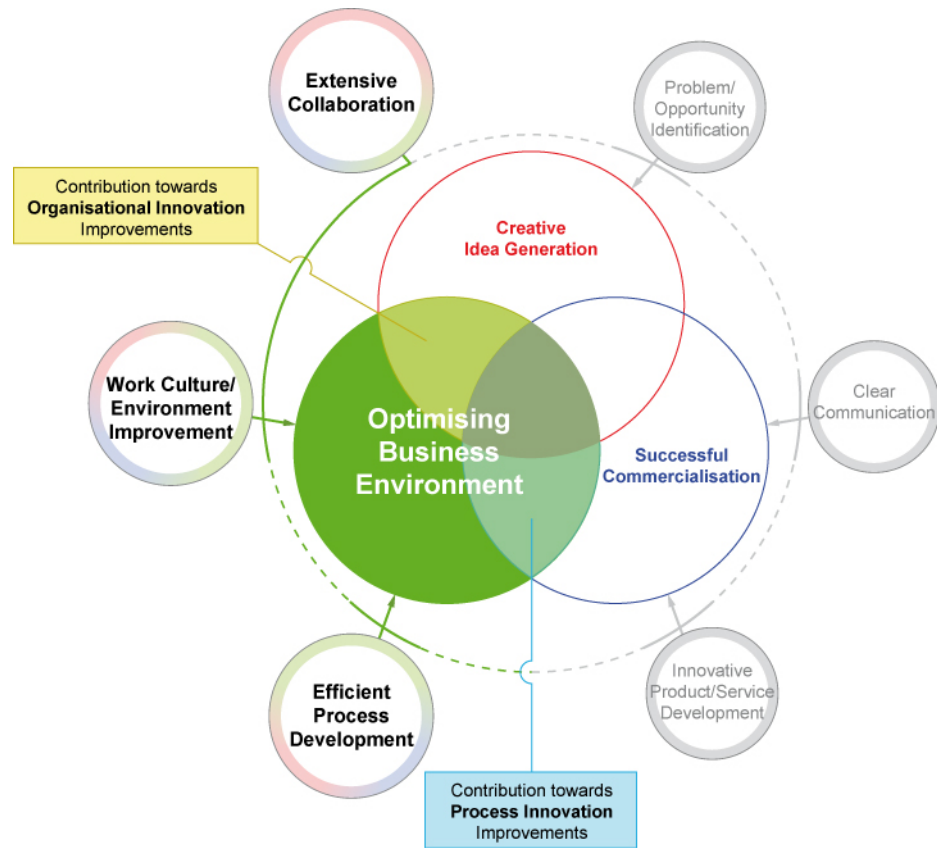 Extensive
Collaboration
Problem/
Opportunity
Identification
Contribution towards
Organisational Innovation
Improvements
Creative
Idea Generation
Work Culture/
Environment
Improvement
Clear
Communication
Optimising
Business
Environment
Successful
Commercialisation
Efficient
Process
Development
Innovative
Product/Service
Development
Contribution towards
Process Innovation
Improvements